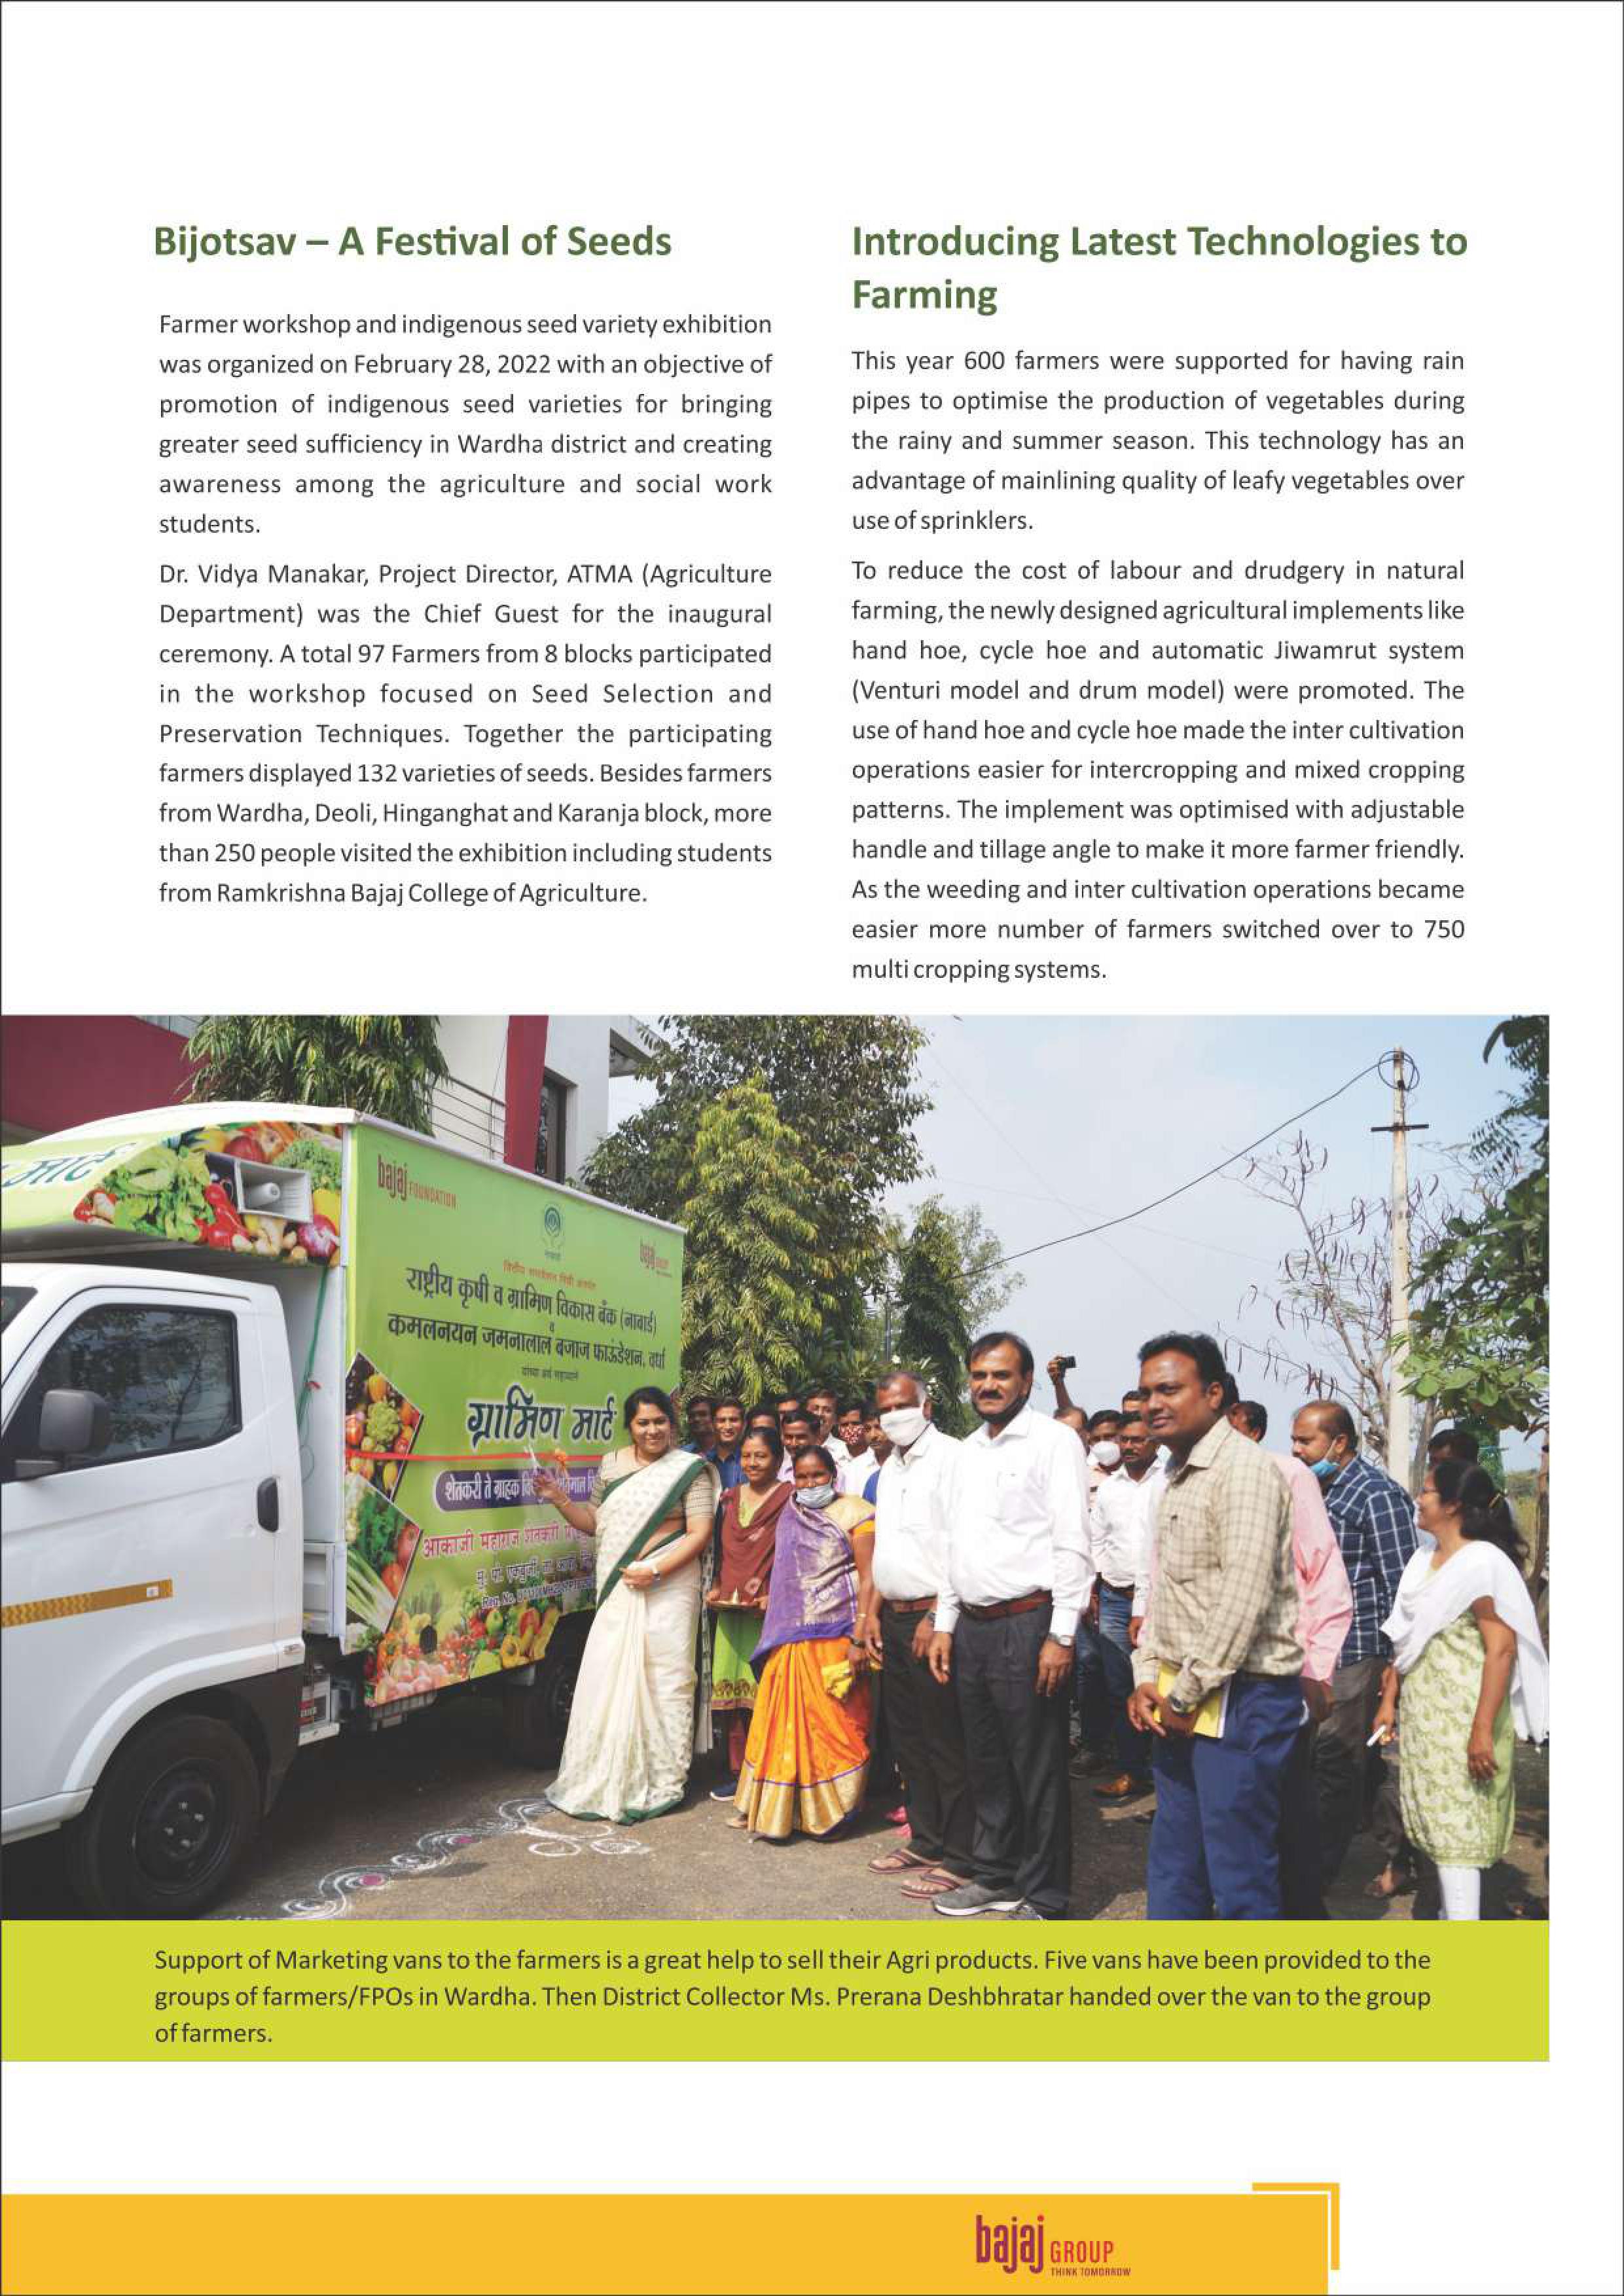 Bijotsav – A Festival of Seeds
Farmer workshop and indigenous seed variety exhibition
was organized on February 28, 2022 with an objective of
promotion of indigenous seed varieties for bringing
greater seed sufficiency in Wardha district and creating
awareness among the agriculture and social work
students.
Dr. Vidya Manakar, Project Director, ATMA (Agriculture
Department) was the Chief Guest for the inaugural
ceremony. A total 97 Farmers from 8 blocks participated
in the workshop focused on Seed Selection and
Preservation Techniques. Together the participating
farmers displayed 132 varieties of seeds. Besides farmers
from Wardha, Deoli, Hinganghat and Karanja block, more
than 250 people visited the exhibition including students
from Ramkrishna Bajaj College of Agriculture.
Introducing Latest Technologies to
Farming
This year 600 farmers were supported for having rain
pipes to optimise the production of vegetables during
the rainy and summer season. This technology has an
advantage of mainlining quality of leafy vegetables over
use of sprinklers.
To reduce the cost of labour and drudgery in natural
farming, the newly designed agricultural implements like
hand hoe, cycle hoe and automatic Jiwamrut system
(Venturi model and drum model) were promoted. The
use of hand hoe and cycle hoe made the inter cultivation
operations easier for intercropping and mixed cropping
patterns. The implement was optimised with adjustable
handle and tillage angle to make it more farmer friendly.
As the weeding and inter cultivation operations became
easier more number of farmers switched over to 750
multi cropping systems.
मार्ट
bajaj FOUNDATION
bajaj
राष्ट्रीय कृषी व ग्रामिण विकास बँक (नाबार्ड)
व
कमलनयन जमनालाल बजाज फाऊंडेशन, वर्धा
ग्रामिण मार्ट
शेतकरी ते ग्राहक
आकाजी महाराज शेतकरी
Reg. No.
Support of Marketing vans to the farmers is a great help to sell their Agri products. Five vans have been provided to the
groups of farmers/FPOs in Wardha. Then District Collector Ms. Prerana Deshbhratar handed over the van to the group
of farmers.
bajaj GROUP
THINK TOMORROW